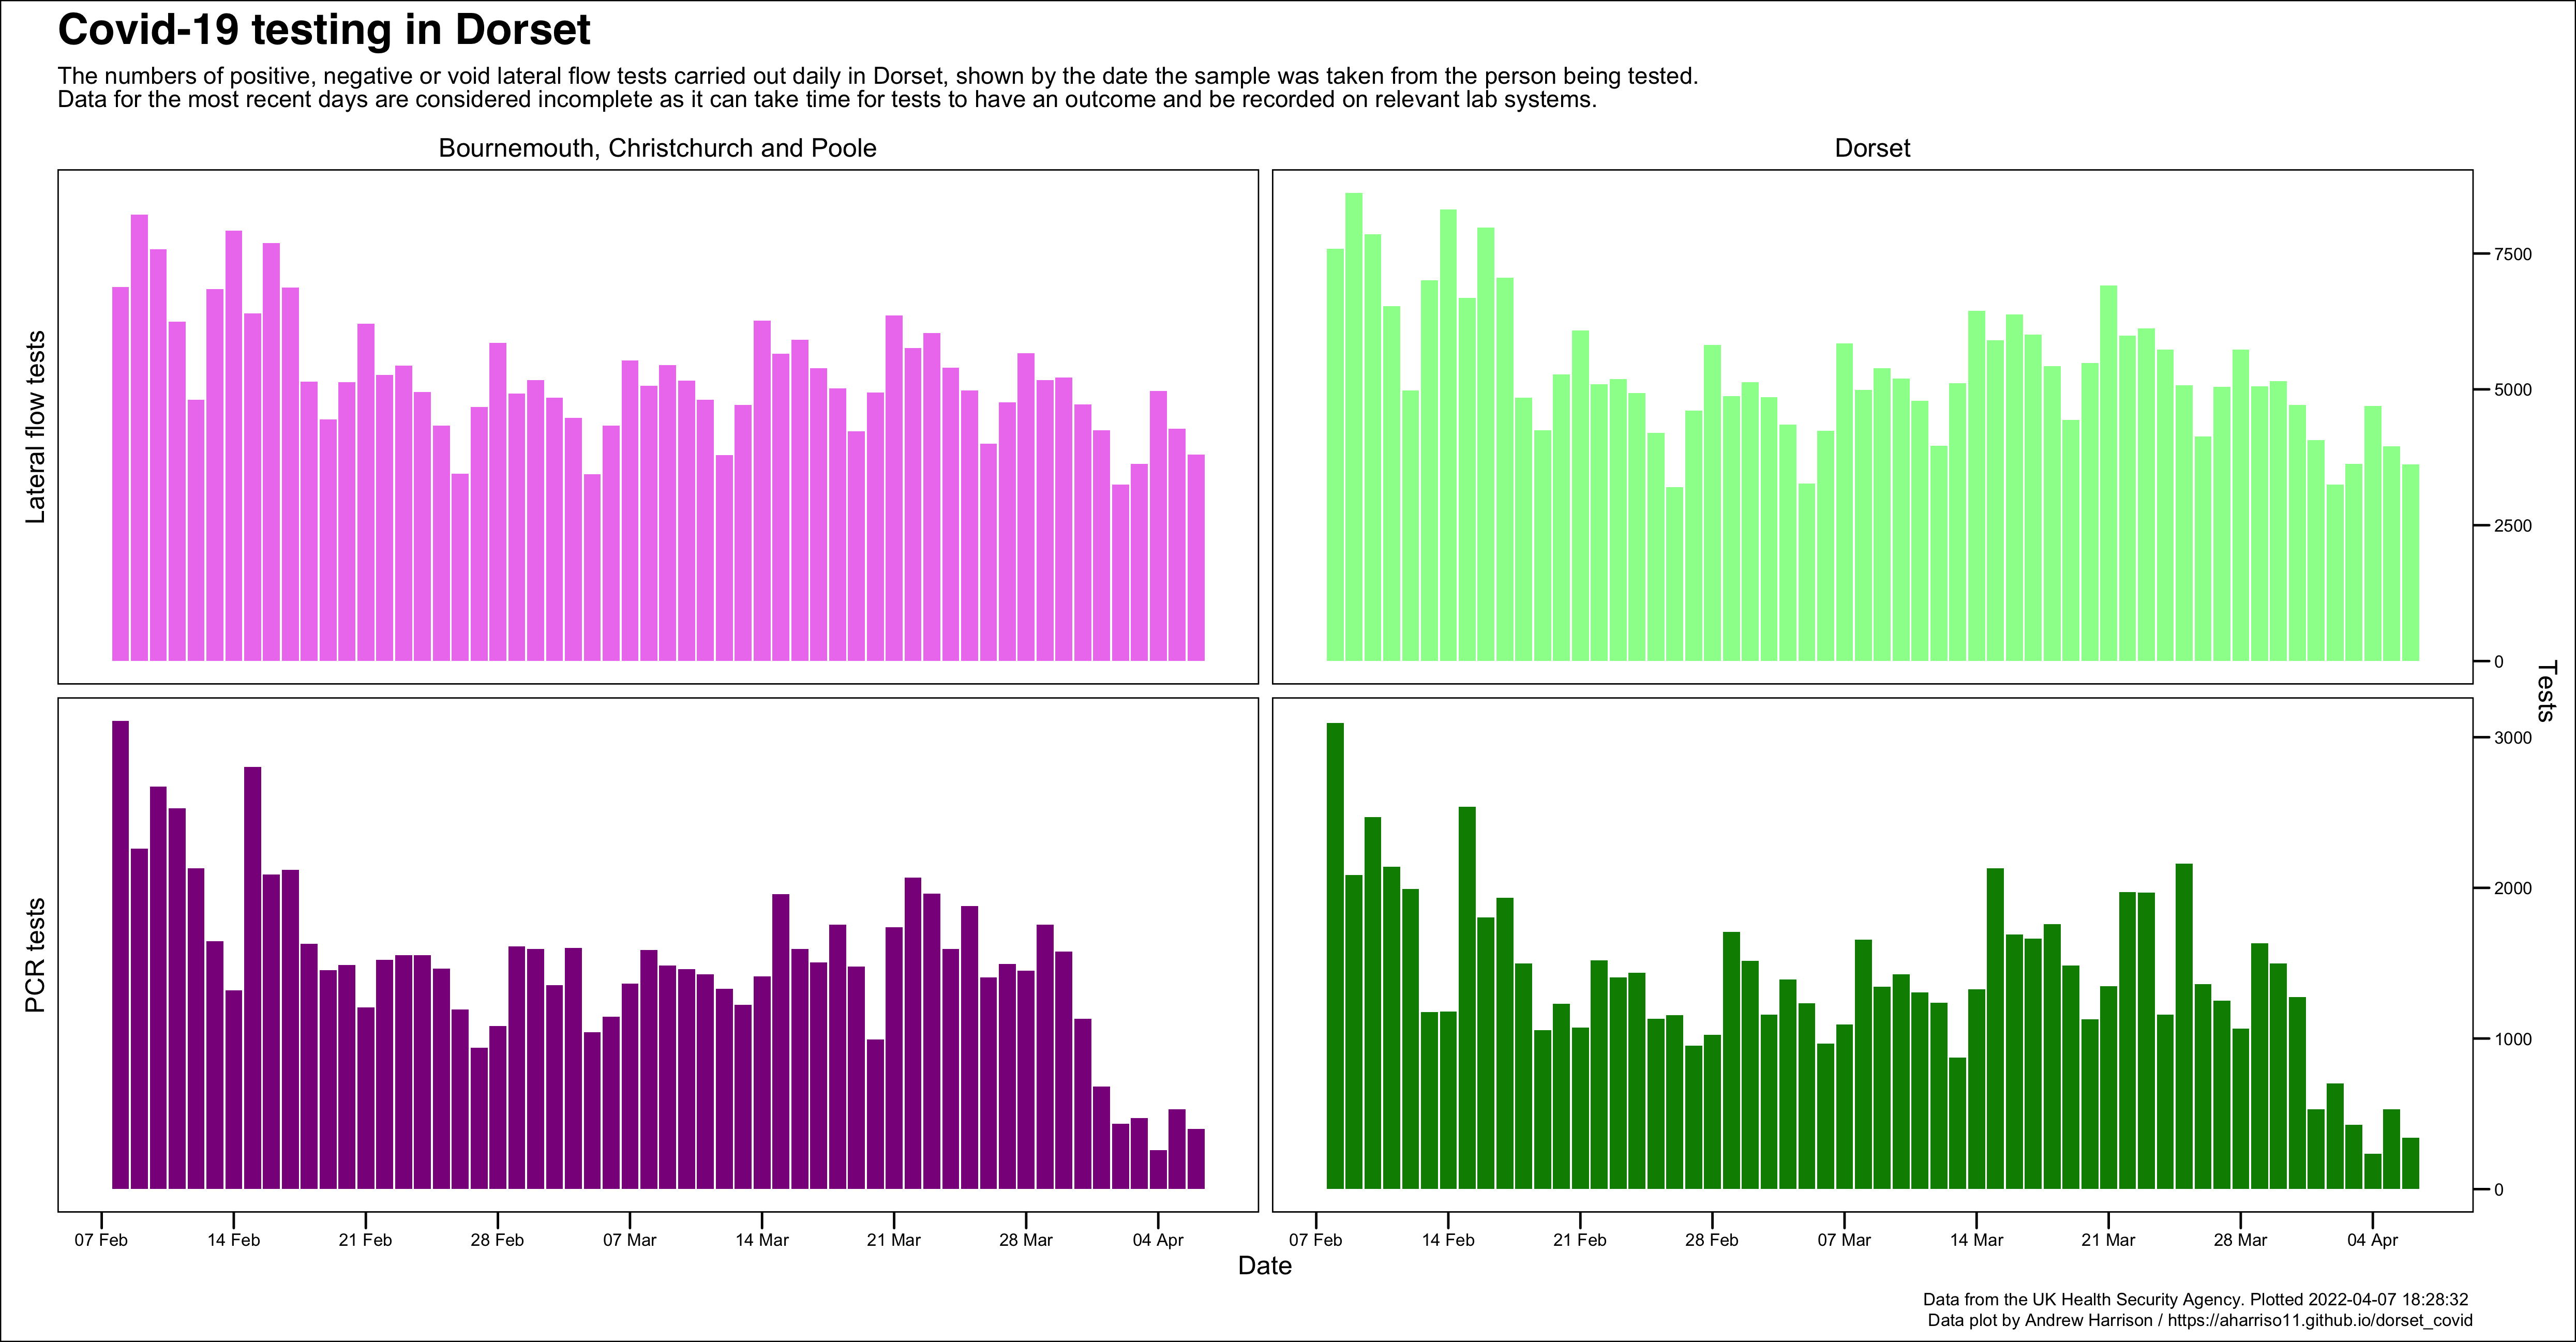 Covid-19 testing in Dorset
The numbers of positive, negative or void lateral flow tests carried out daily in Dorset, shown by the date the sample was taken from the person being tested.
Data for the most recent days are considered incomplete as it can take time for tests to have an outcome and be recorded on relevant lab systems.
Bournemouth, Christchurch and Poole
Dorset
Lateral flow tests
7500
5000
2500
0
Tests
PCR tests
3000
2000
1000
0
07 Feb 14 Feb 21 Feb 28 Feb 07 Mar 14 Mar 21 Mar 28 Mar 04 Apr
07 Feb 14 Feb 21 Feb 28 Feb 07 Mar 14 Mar 21 Mar 28 Mar 04 Apr
Date
Data from the UK Health Security Agency. Plotted 2022-04-07 18:28:32
Data plot by Andrew Harrison / https://aharriso11.github.io/dorset_covid